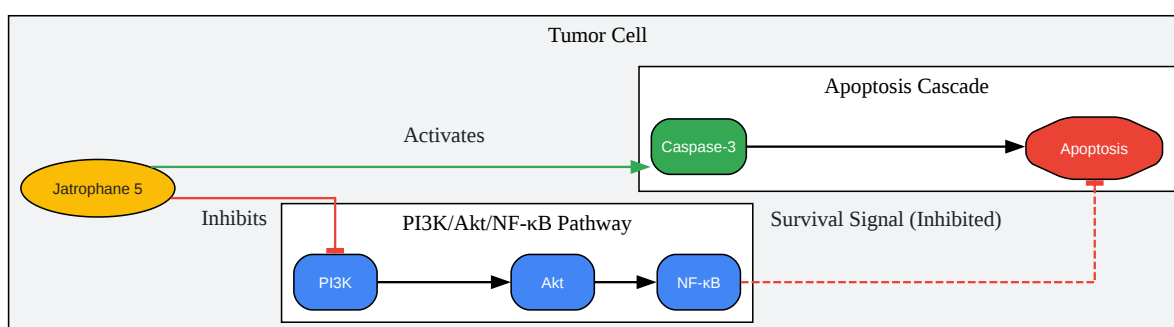 Tumor Cell
Apoptosis Cascade
Activates
Caspase-3
Apoptosis
Jatrophane 5
Inhibits
PI3K/Akt/NF-κB Pathway
Survival Signal (Inhibited)
PI3K
Akt
NF-κB